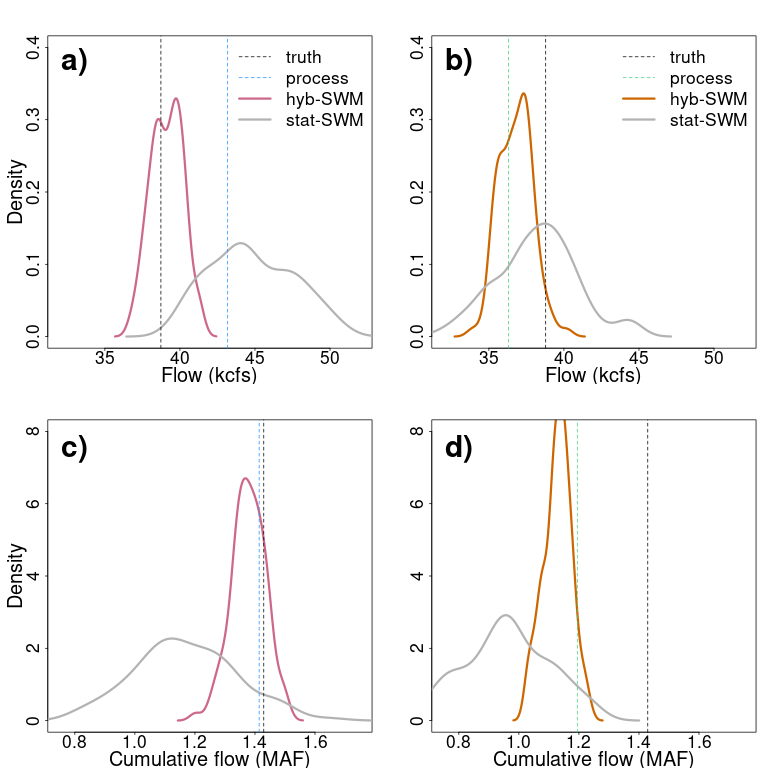 a)
truth
process
hyb-SWM
stat-SWM
Density
0.0 0.1 0.2 0.3 0.4
35 40 45 50
Flow (kcfs)
b)
truth
process
hyb-SWM
stat-SWM
0.0 0.1 0.2 0.3 0.4
35 40 45 50
Flow (kcfs)
c)
Density
0 2 4 6 8
0.8 1.0 1.2 1.4 1.6
Cumulative flow (MAF)
d)
0 2 4 6 8
0.8 1.0 1.2 1.4 1.6
Cumulative flow (MAF)